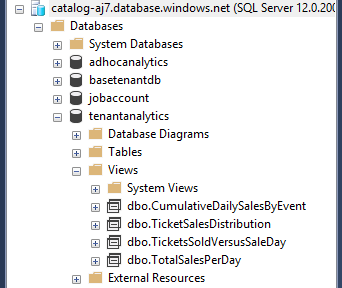 catalog-aj7.database.windows.net (SQL Server 12.0.200
Databases
System Databases
adhocanalytics
basetenantdb
jobaccount
tenantanalytics
Database Diagrams
Tables
Views
System Views
dbo.CumulativeDailySalesByEvent
dbo.TicketSalesDistribution
dbo.TicketsSoldVersusSaleDay
dbo.TotalSalesPerDay
External Resources